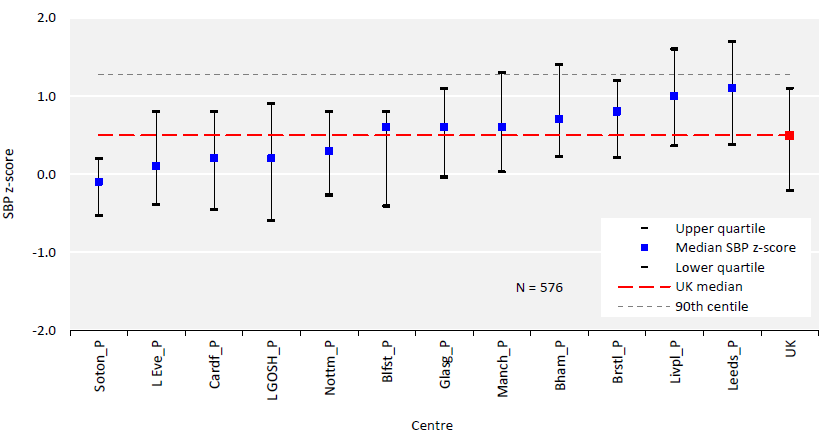 2.0
1.0
0.0
-1.0
-2.0
SBP z-score
Upper quartile
Median SBP z-score
Lower quartile
UK median
90th centile
N = 576
Soton_P
L Eve_P
Cardf_P
L GOSH_P
Nottm_P
Blfst_P
Glasg_P
Manch_P
Bham_P
Brstl_P
Livpl_P
Leeds_P
UK
Centre